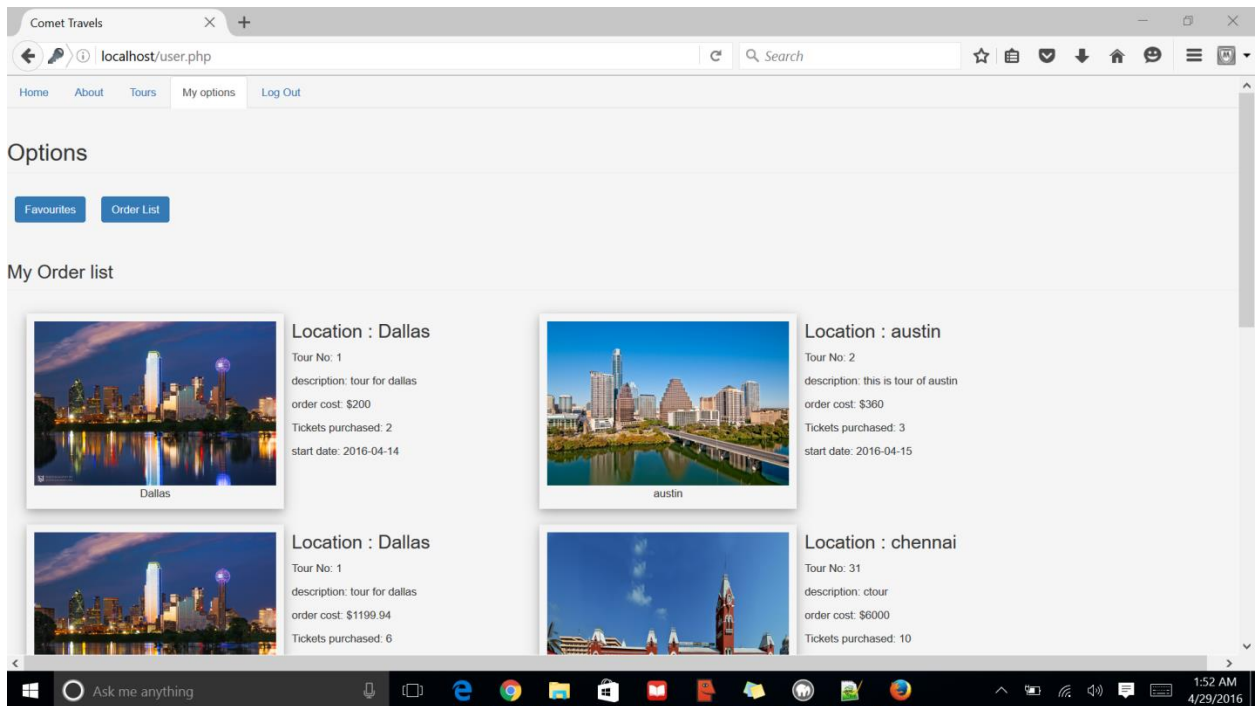 Comet Travels
localhost/user.php
Search
Home About Tours My options Log Out
Options
Favourites Order List
My Order list
Location : Dallas
Tour No: 1
description: tour for dallas
order cost: $200
Tickets purchased: 2
start date: 2016-04-14
Dallas
Location : austin
Tour No: 2
description: this is tour of austin
order cost: $360
Tickets purchased: 3
start date: 2016-04-15
austin
Location : Dallas
Tour No: 1
description: tour for dallas
order cost: $1199.94
Tickets purchased: 6
Location : chennai
Tour No: 31
description: ctour
order cost: $6000
Tickets purchased: 10
Ask me anything
1:52 AM
4/29/2016